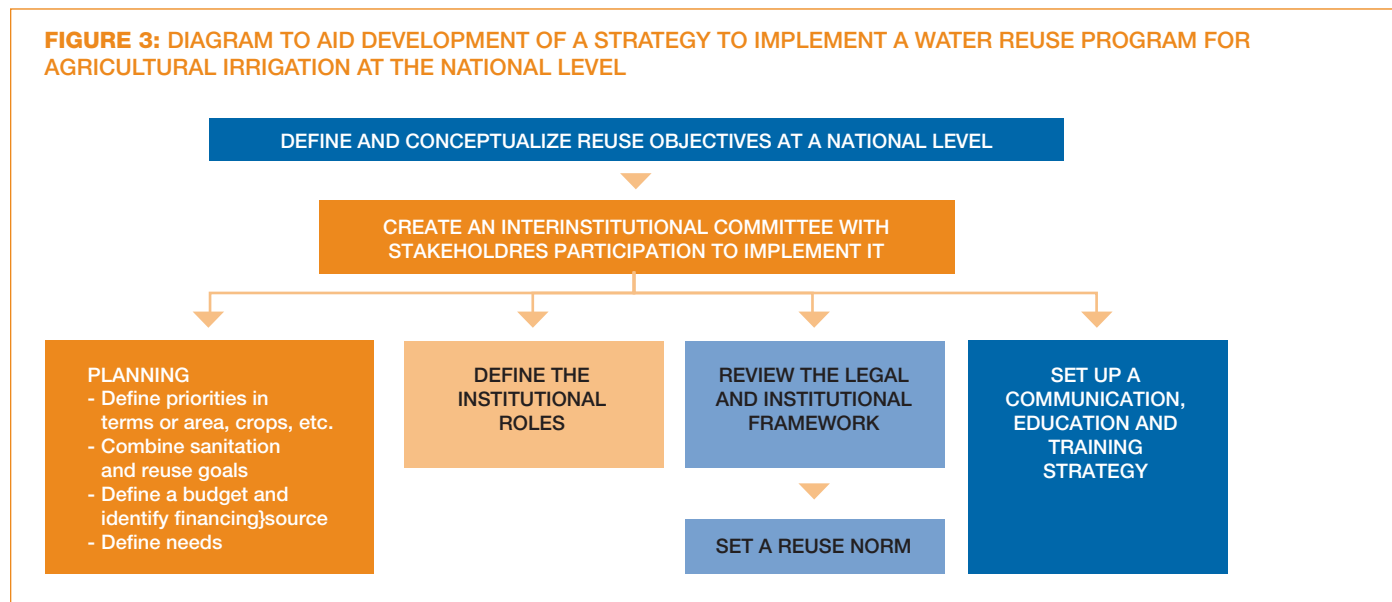 FIGURE 3: DIAGRAM TO AID DEVELOPMENT OF A STRATEGY TO IMPLEMENT A WATER REUSE PROGRAM FOR
AGRICULTURAL IRRIGATION AT THE NATIONAL LEVEL
DEFINE AND CONCEPTUALIZE REUSE OBJECTIVES AT A NATIONAL LEVEL
CREATE AN INTERINSTITUTIONAL COMMITTEE WITH
STAKEHOLDRES PARTICIPATION TO IMPLEMENT IT
PLANNING
- Define priorities in
terms or area, crops, etc.
- Combine sanitation
and reuse goals
- Define a budget and
identify financing}source
- Define needs
DEFINE THE
INSTITUTIONAL
ROLES
REVIEW THE LEGAL
AND INSTITUTIONAL
FRAMEWORK
SET A REUSE NORM
SET UP A
COMMUNICATION,
EDUCATION AND
TRAINING
STRATEGY